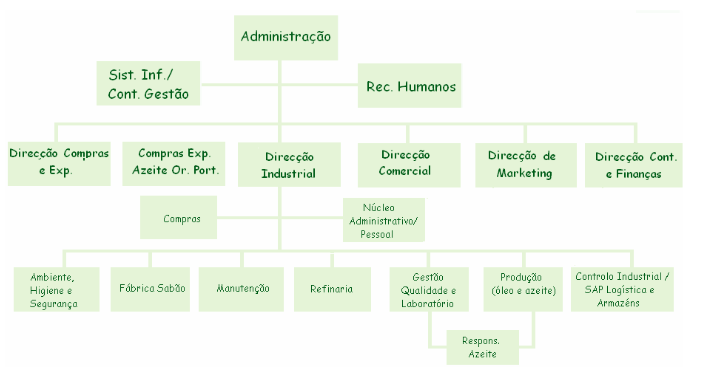 Administração
Sist. Inf./
Cont. Gestão
Rec. Humanos
Direcção Compras
e Exp.
Compras Exp.
Azeite Or. Port.
Direcção
Industrial
Direcção
Comercial
Direcção de
Marketing
Direcção Cont.
e Finanças
Compras
Núcleo
Administrativo/
Pessoal
Ambiente,
Higiene e
Segurança
Fábrica Sabão
Manutenção
Refinaria
Gestão
Qualidade e
Laboratório
Produção
(óleo e azeite)
Controlo Industrial /
SAP Logística e
Armazéns
Respons.
Azeite